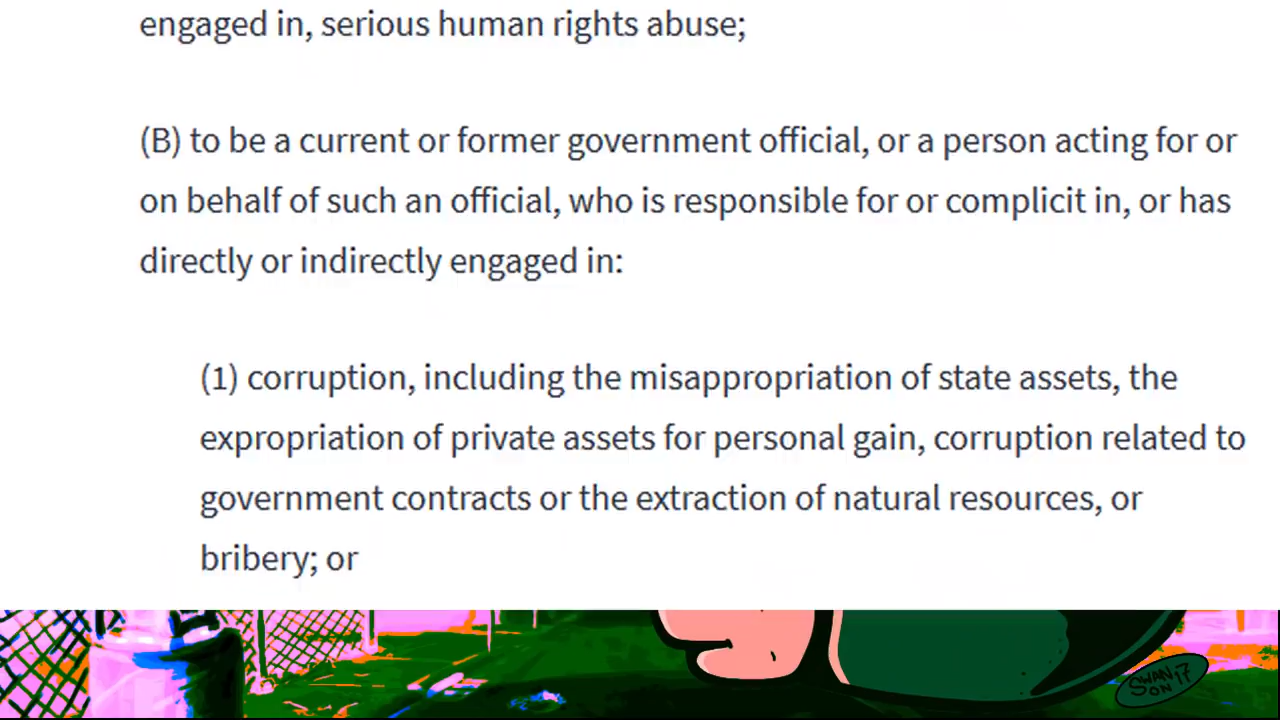 engaged in, serious human rights abuse;
(B) to be a current or former government official, or a person acting for or
on behalf of such an official, who is responsible for or complicit in, or has
directly or indirectly engaged in:
(1) corruption, including the misappropriation of state assets, the
expropriation of private assets for personal gain, corruption related to
government contracts or the extraction of natural resources, or
bribery; or
SWAN 17
SON